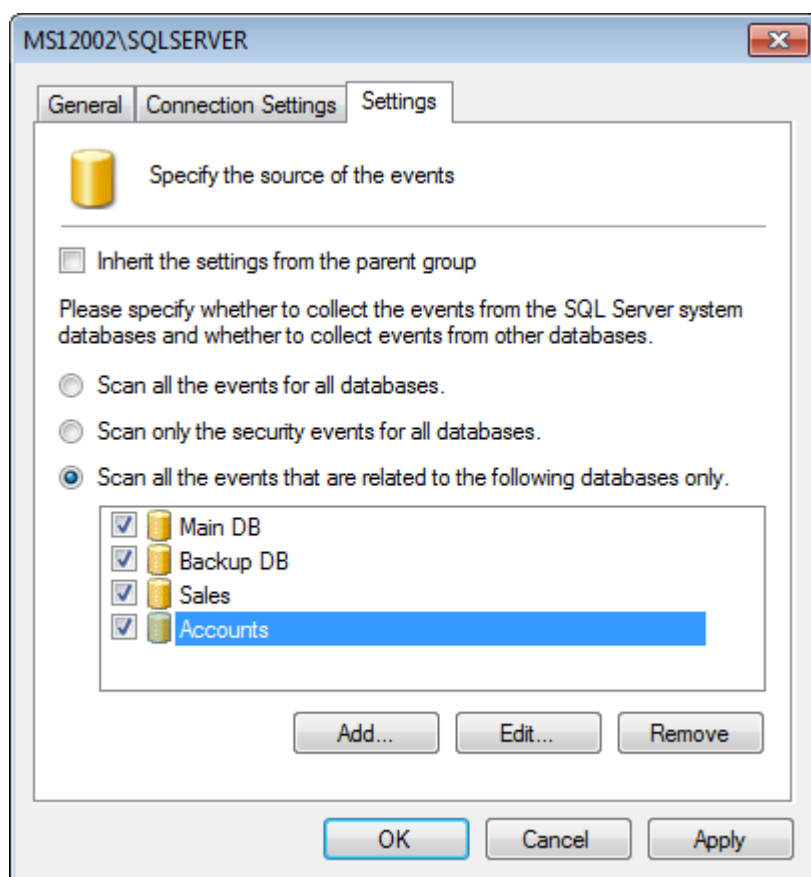 MS12002\SQLSERVER
General Connection Settings Settings
Specify the source of the events
Inherit the settings from the parent group
Please specify whether to collect the events from the SQL Server system
databases and whether to collect events from other databases.
Scan all the events for all databases.
Scan only the security events for all databases.
Scan all the events that are related to the following databases only.
Main DB
Backup DB
Sales
Accounts
Add... Edit... Remove
OK Cancel Apply